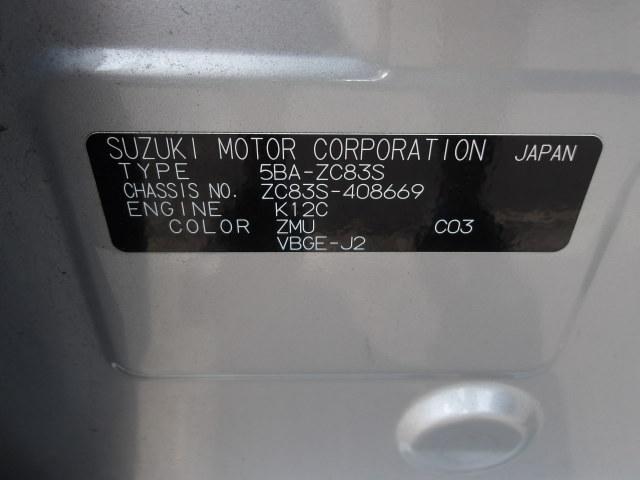 SUZUKI MOTOR CORPORATION JAPAN
TYPE 5BA-ZC83S
CHASSIS NO. ZC83S-408669
ENGINE K12C
COLOR ZMU C03
VBGE-J2